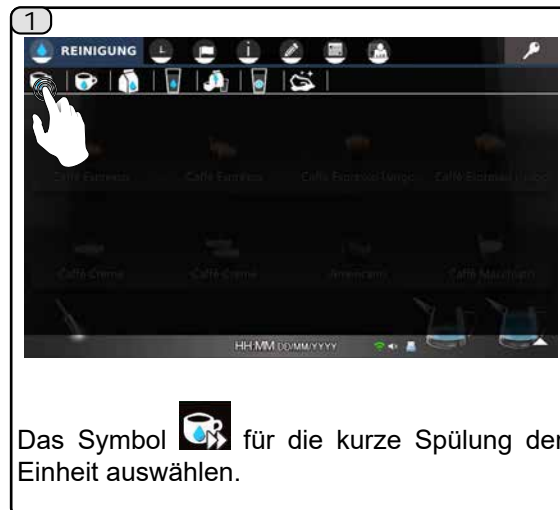 1
REINIGUNG
Caffè Espresso Caffè Espresso Caffè Espresso Lungo Caffè Espresso Lungo
Caffè Creme Caffè Creme Americano Caffè Macchiato
HH:MM DD/MM/YYYY
Das Symbol für die kurze Spülung der
Einheit auswählen.